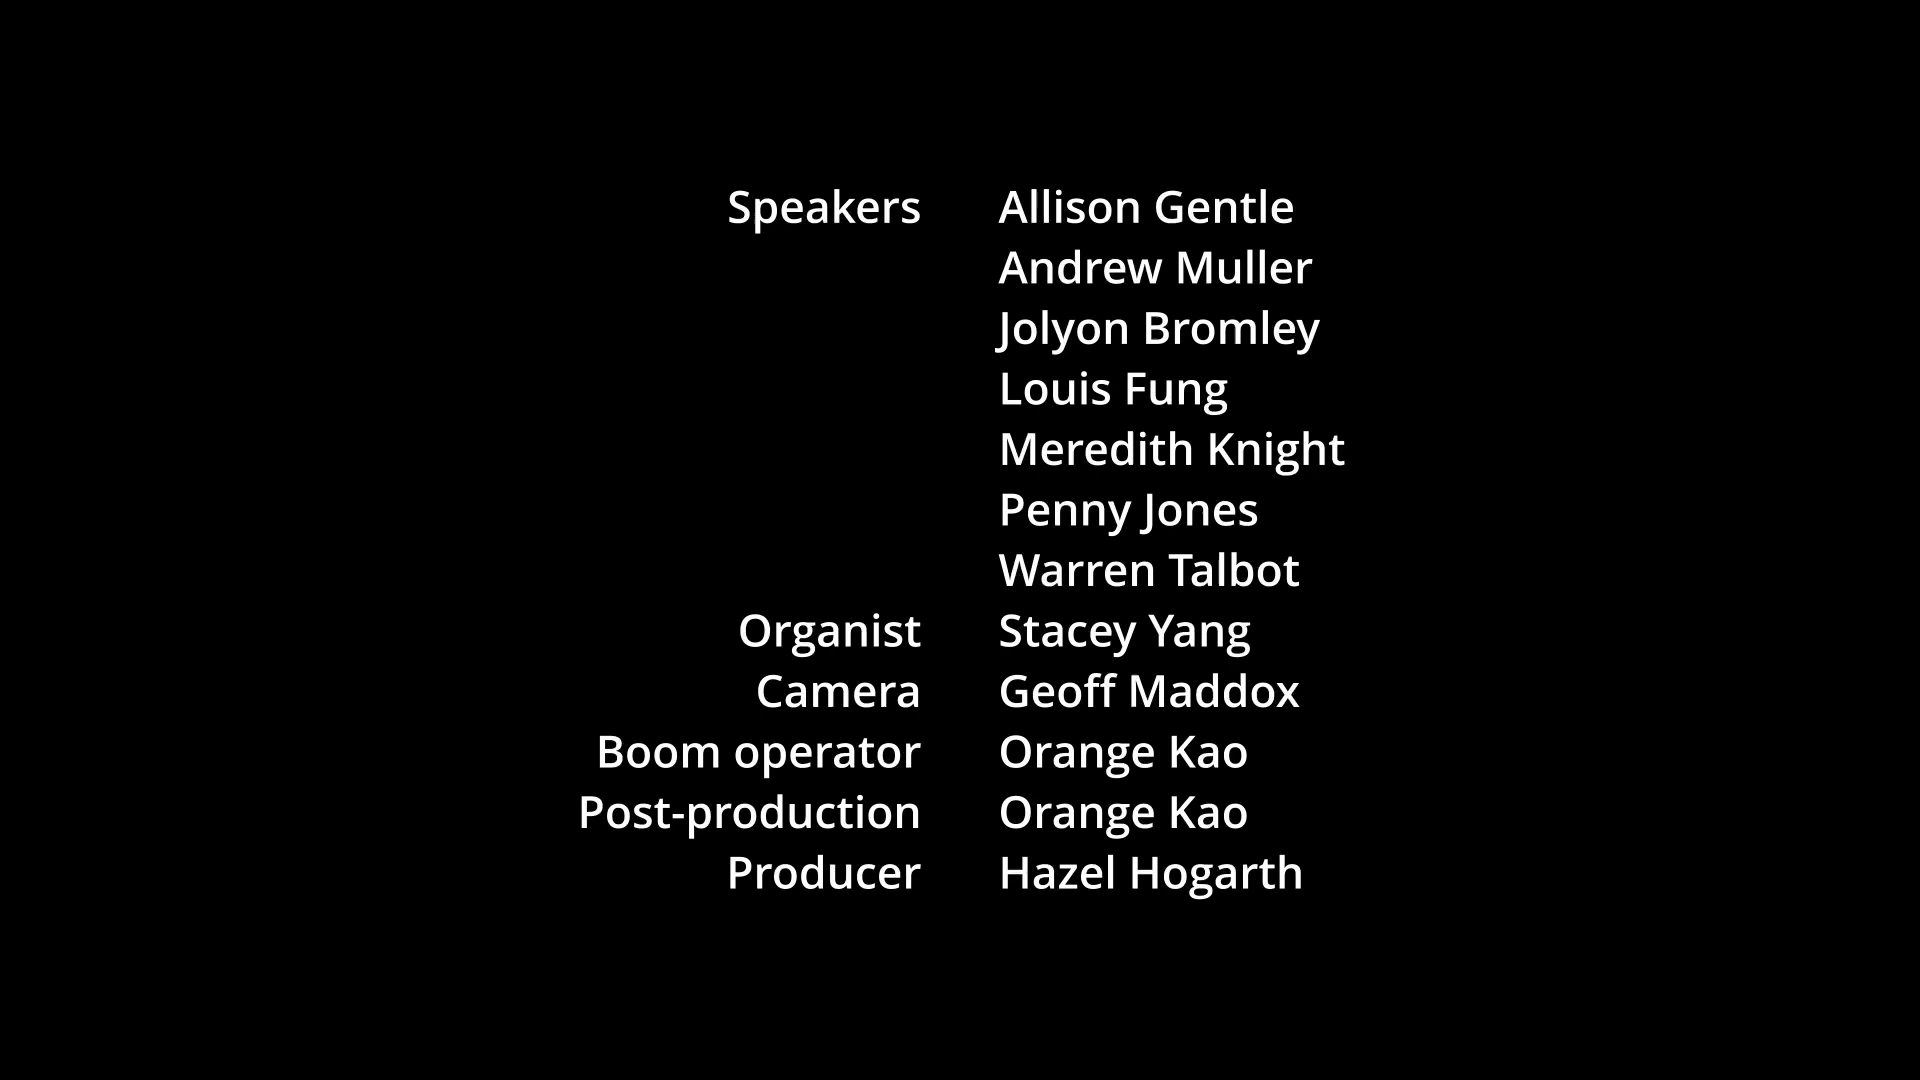 Speakers Allison Gentle
Andrew Muller
Jolyon Bromley
Louis Fung
Meredith Knight
Penny Jones
Warren Talbot
Organist Stacey Yang
Camera Geoff Maddox
Boom operator Orange Kao
Post-production Orange Kao
Producer Hazel Hogarth